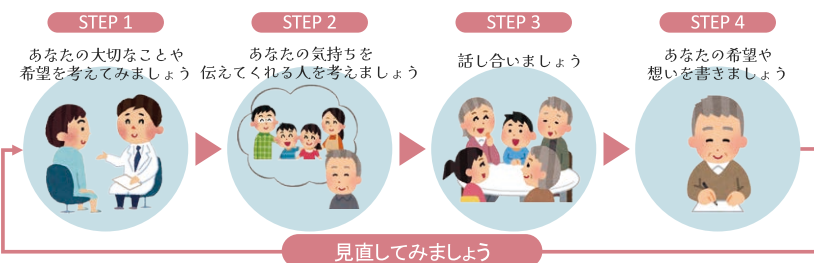 STEP 1
あなたの大切なことや
希望を考えてみましょう
STEP 2
あなたの気持ちを
伝えてくれる人を考えましょう
STEP 3
話し合いましょう
STEP 4
あなたの希望や
想いを書きましょう
見直してみましょう